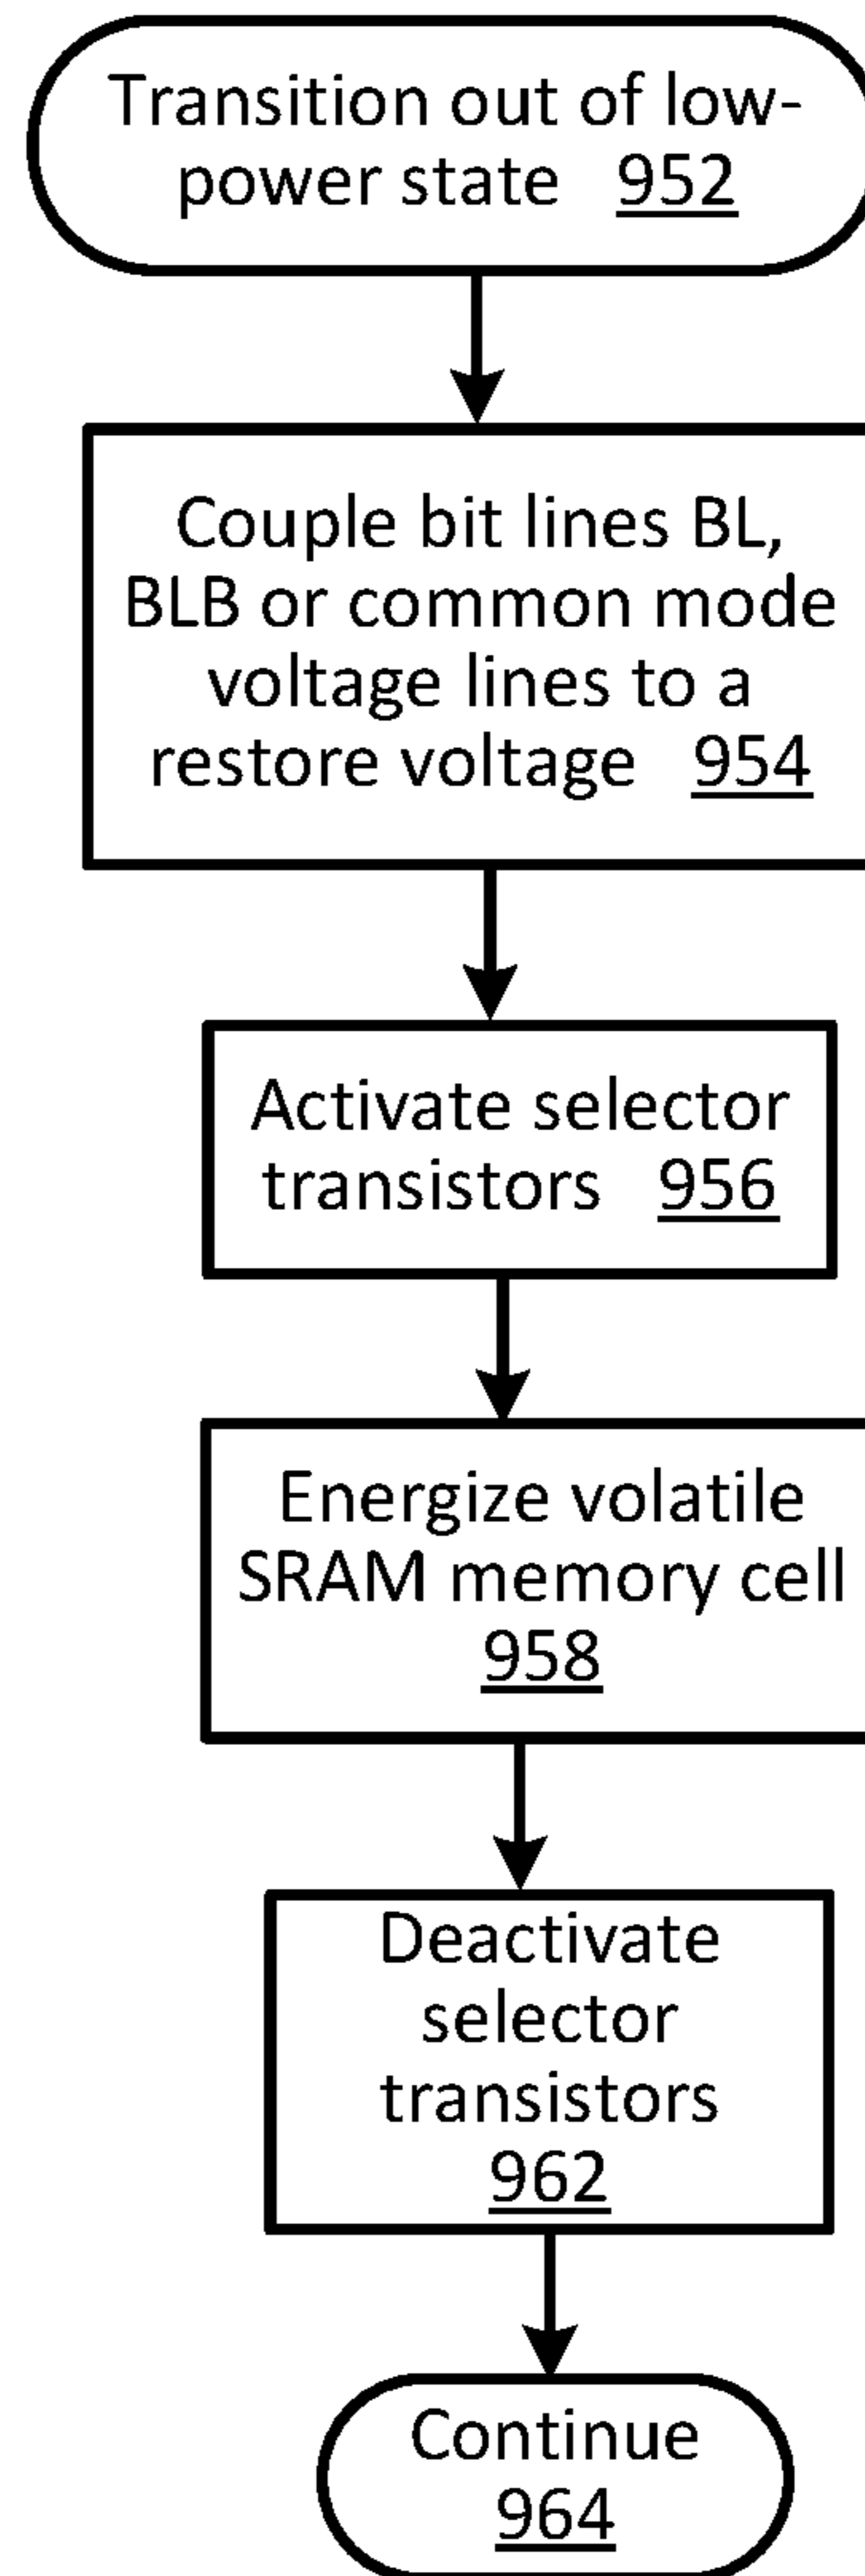 Transition out of low-
power state 952
Couple bit lines BL,
BLB or common mode
voltage lines to a
restore voltage 954
Activate selector
transistors 956
Energize volatile
SRAM memory cell
958
Deactivate
selector
transistors
962
Continue
964